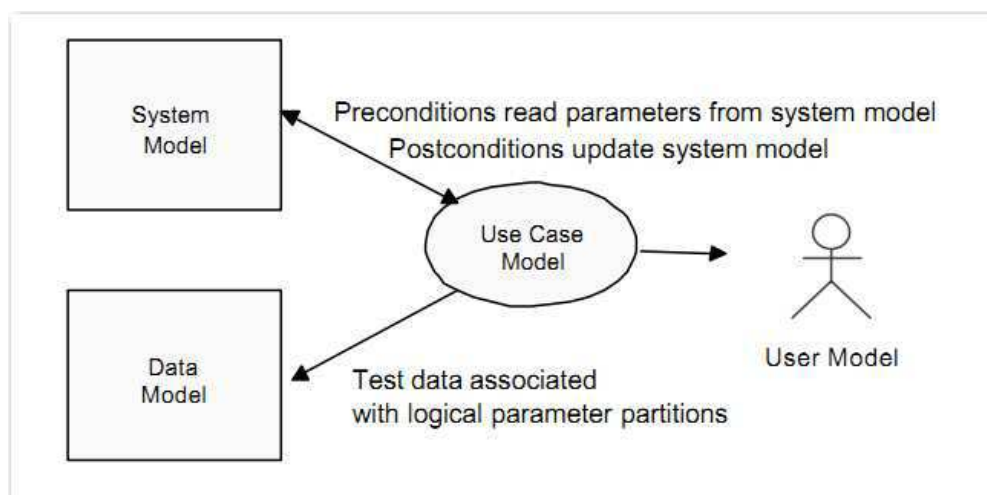 System
Model
Preconditions read parameters from system model
Postconditions update system model
Use Case
Model
User Model
Data
Model
Test data associated
with logical parameter partitions